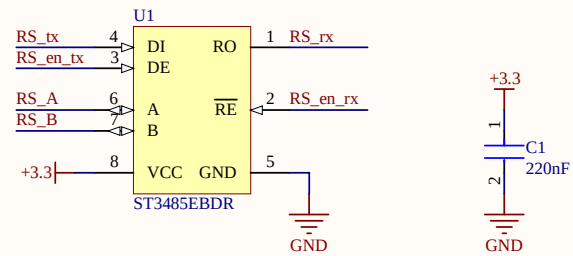 U1
RS_tx 4 DI RO 1 RS_rx
RS_en_tx 3 DE
RS_A 6 A RE 2 RS_en_rx
RS_B 7 B
+3.3 8 VCC GND 5
ST3485EBDR
GND
+3.3
1
C1
220nF
2
GND